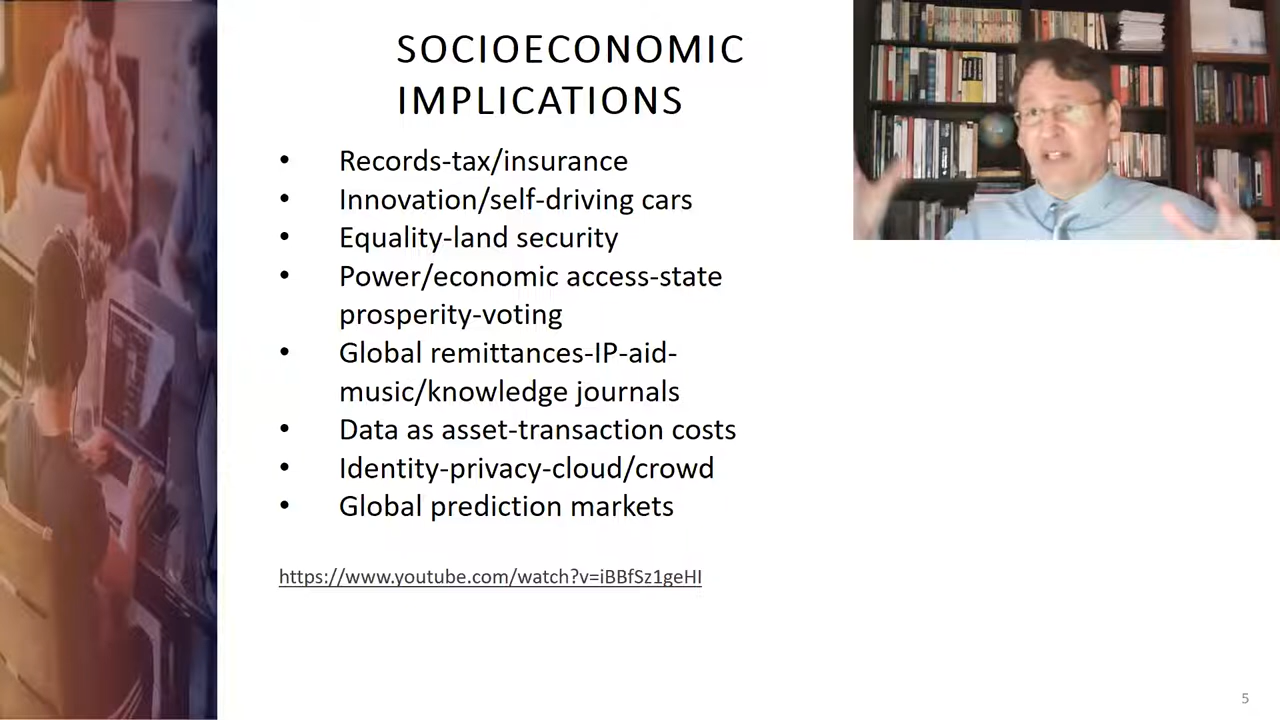 SOCIOECONOMIC
IMPLICATIONS
• Records-tax/insurance
• Innovation/self-driving cars
• Equality-land security
• Power/economic access-state
prosperity-voting
• Global remittances-IP-aid-
music/knowledge journals
• Data as asset-transaction costs
• Identity-privacy-cloud/crowd
• Global prediction markets
https://www.youtube.com/watch?v=iBBfSz1geHI
5